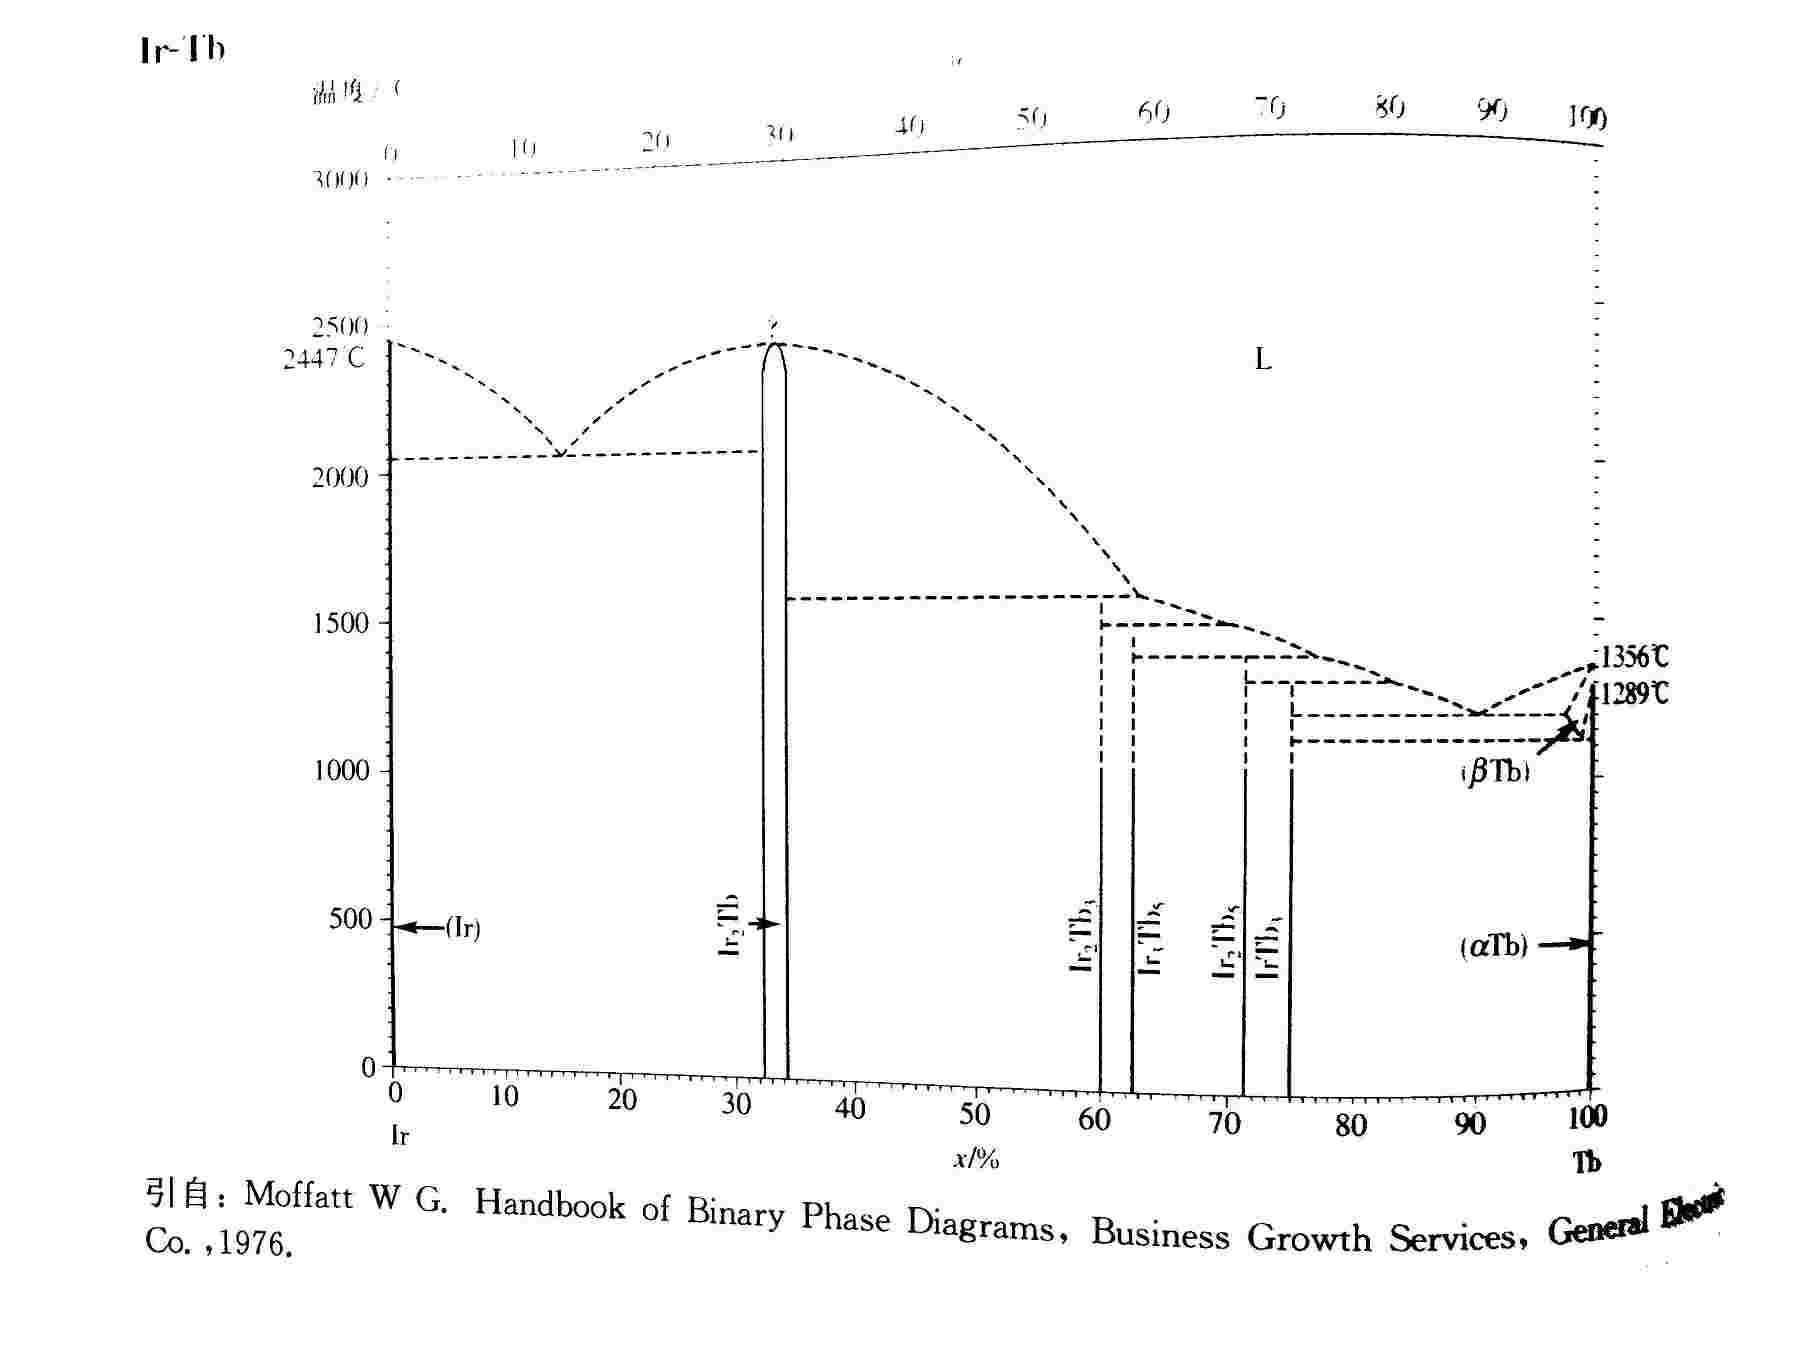 Ir-Tb
温度/
0 10 20 30 40 50 60 70 80 90 100
3000
2500
2447℃
L
2000
1500
1356℃
1289℃
1000
(βTb)
500
(Ir)
Ir₂Tb
Ir₂Tb₃
Ir₃Tb₅
Ir₂Tb₅
IrTb₃
(αTb)
0
0 10 20 30 40 50 60 70 80 90 100
Ir
x/%
Tb
引自: Moffatt W G. Handbook of Binary Phase Diagrams, Business Growth Services, General Electric
Co. ,1976.